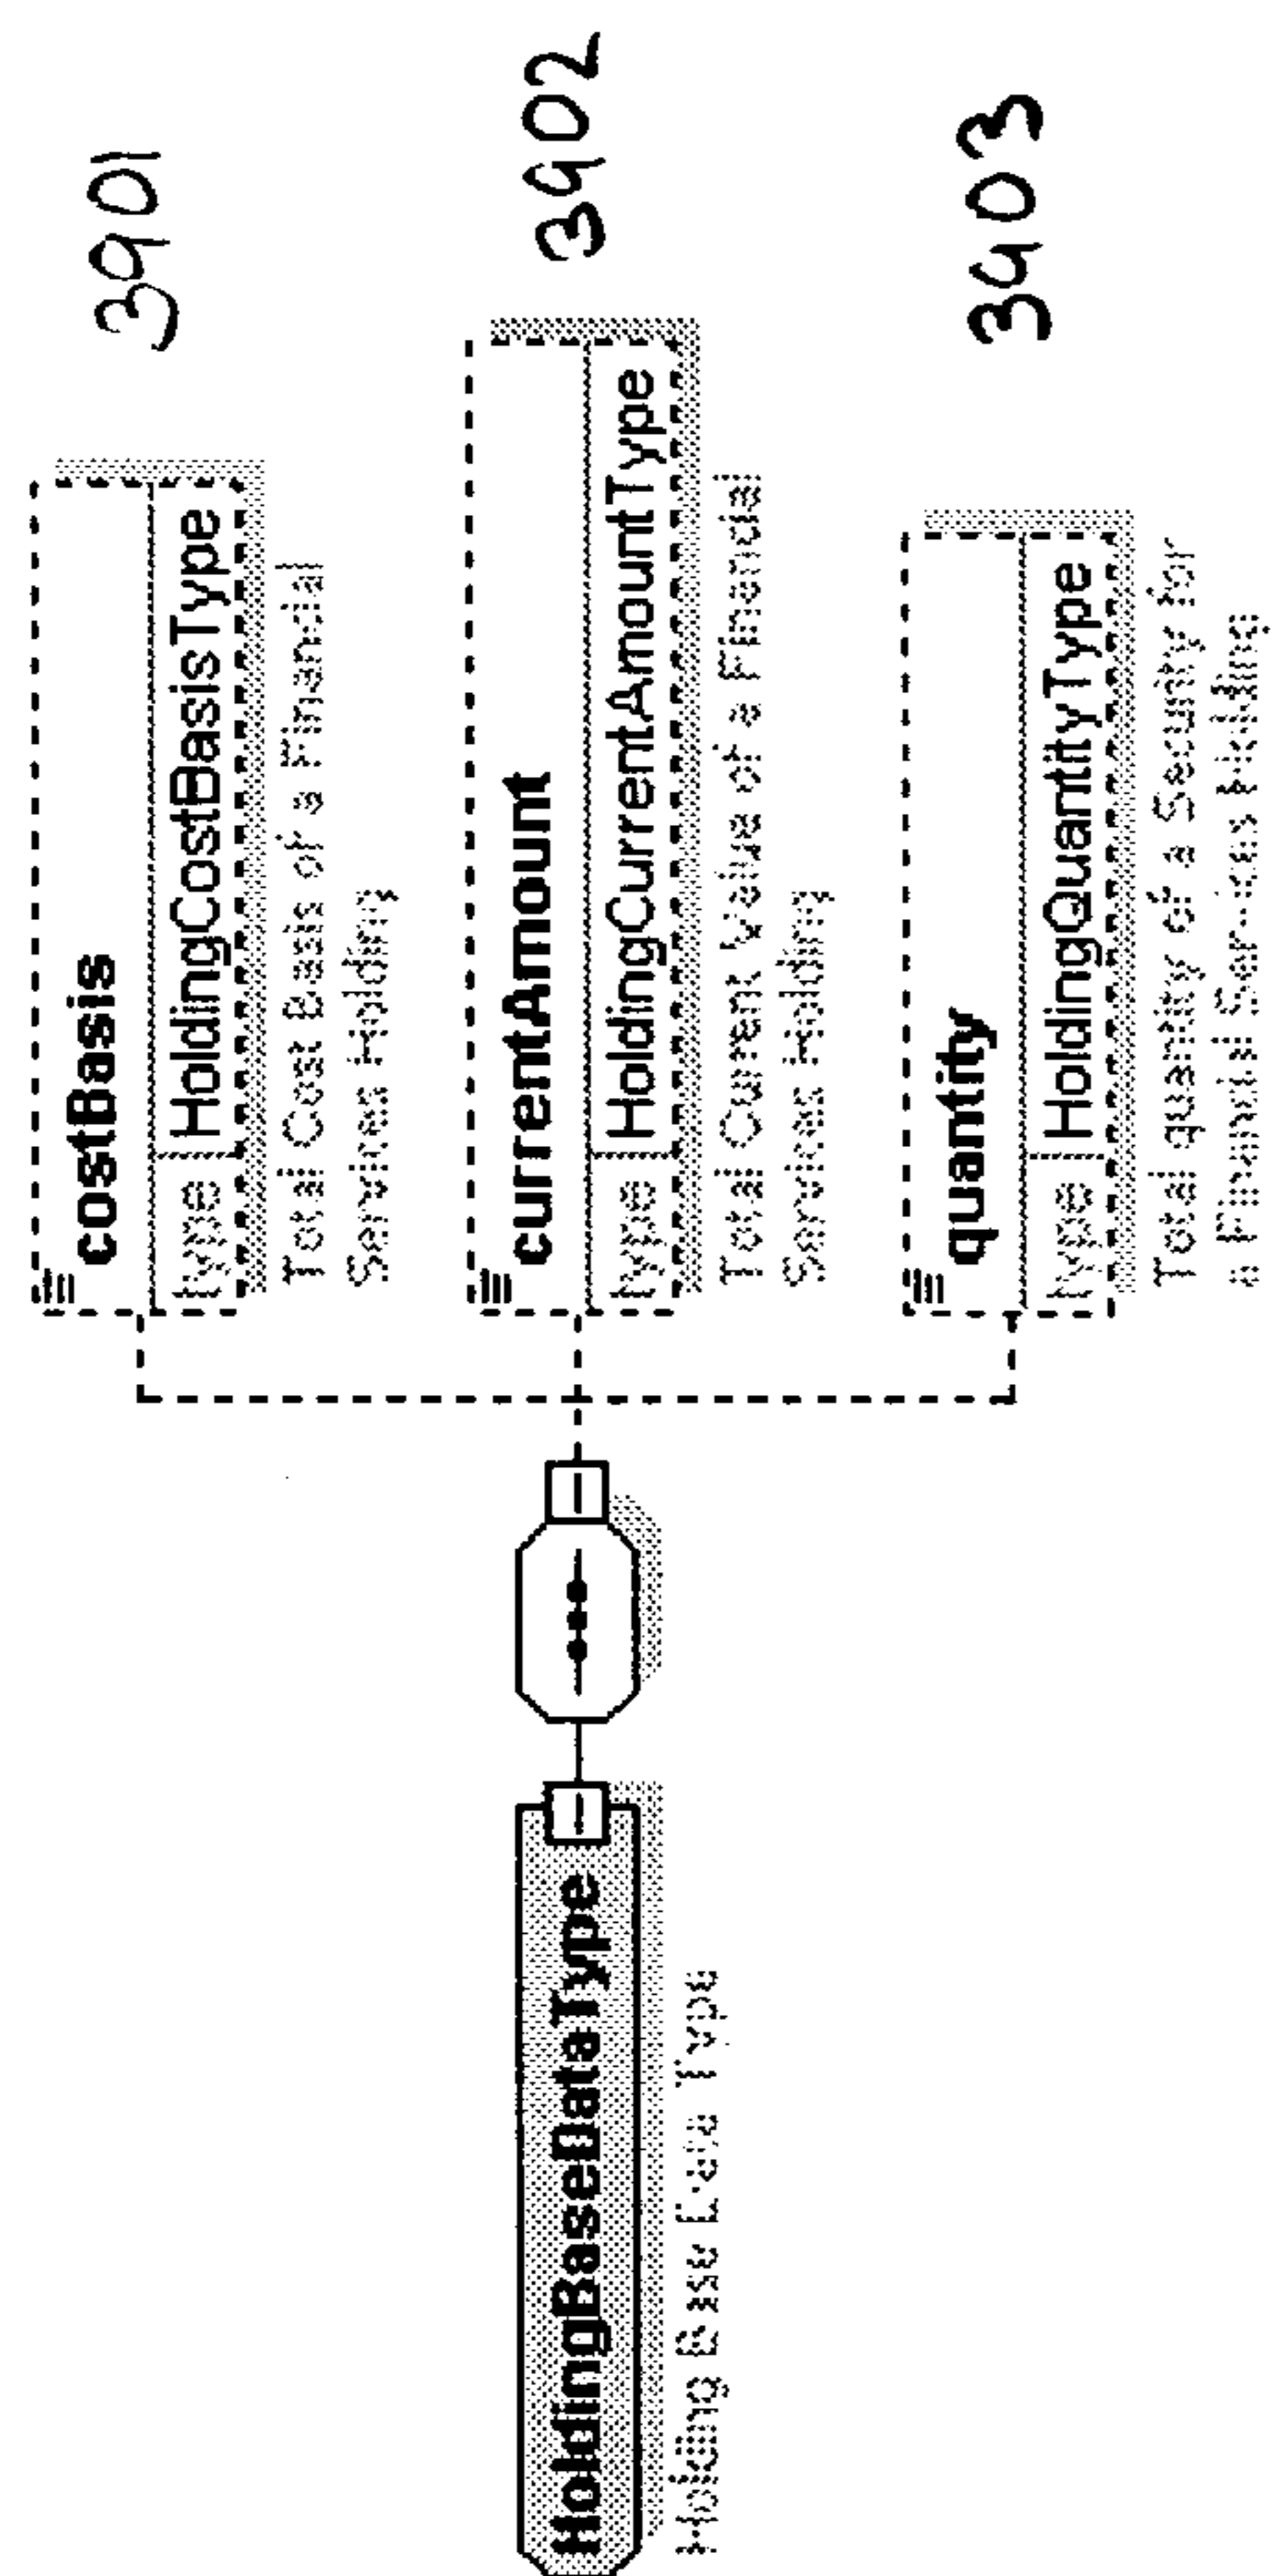 HoldingBaseDataType
Holding Base Data Type
costBasis
type HoldingCostBasisType
Total Cost Basis of a Financial
Services Holding
3901
currentAmount
type HoldingCurrentAmountType
Total Current Value of a Financial
Services Holding
3902
quantity
type HoldingQuantityType
Total quantity of a Security for
a Financial Services Holding
3903